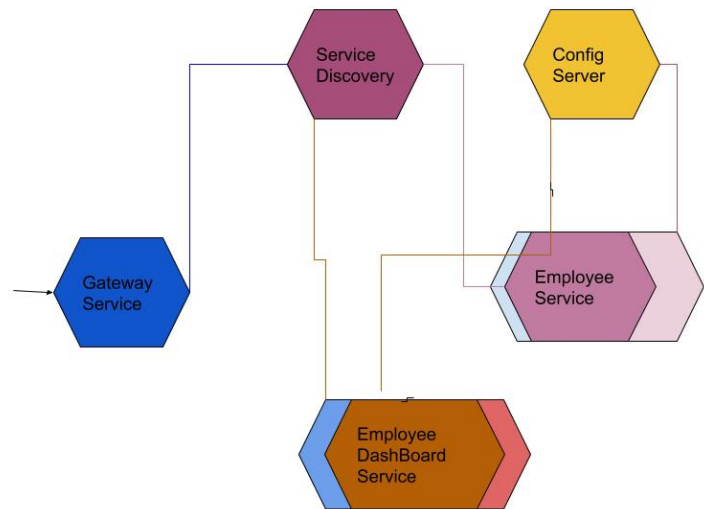 Service
Discovery
Config
Server
Gateway
Service
Employee
Service
Employee
DashBoard
Service